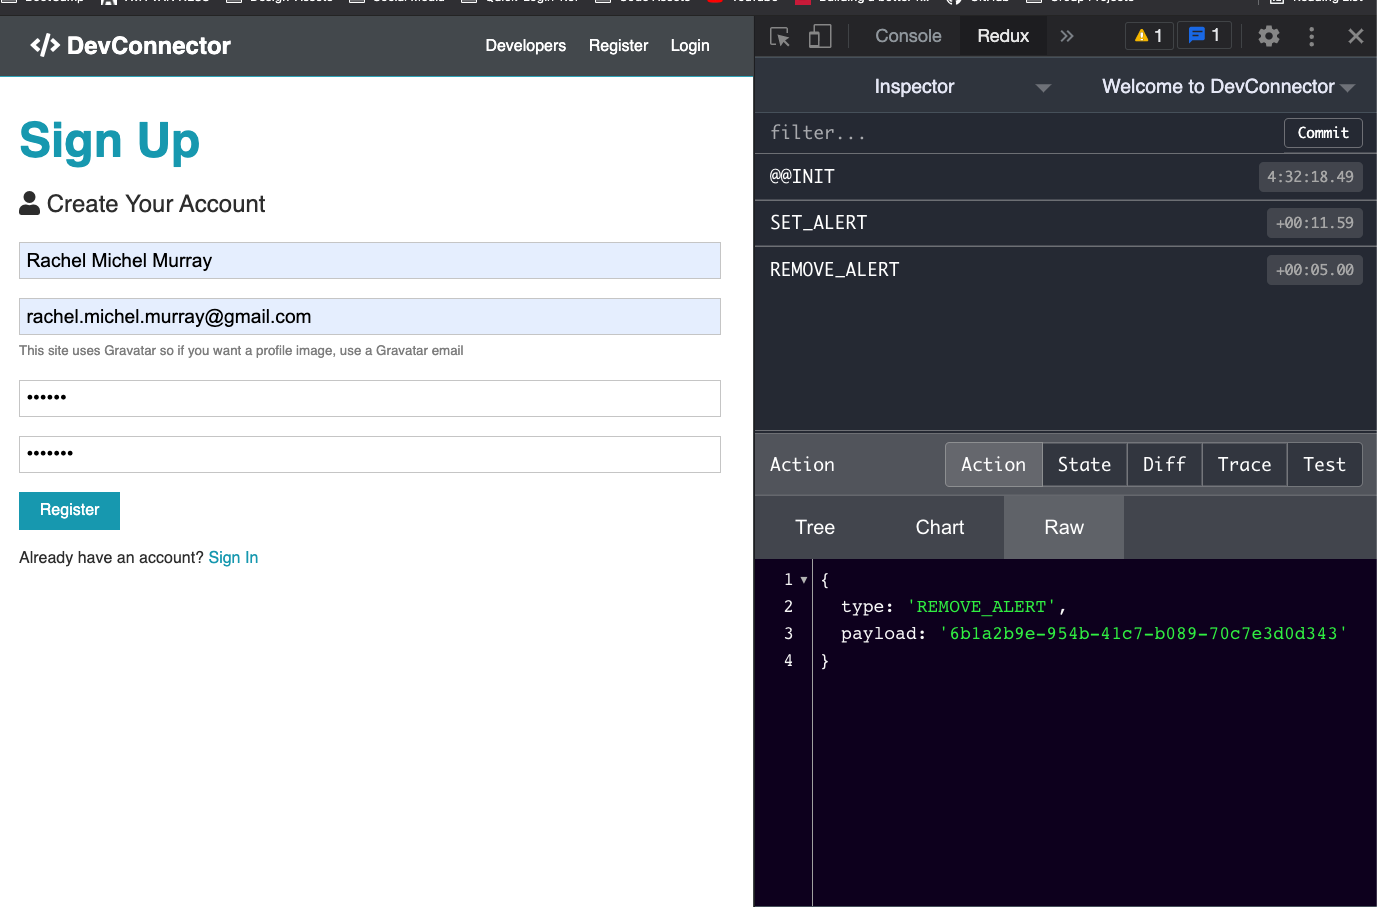 </> DevConnector
Developers Register Login
Sign Up
Create Your Account
Rachel Michel Murray
rachel.michel.murray@gmail.com
This site uses Gravatar so if you want a profile image, use a Gravatar email
••••••
•••••••
Register
Already have an account? Sign In
Console Redux » 1 1
Inspector Welcome to DevConnector
filter... Commit
@@INIT 4:32:18.49
SET_ALERT +00:11.59
REMOVE_ALERT +00:05.00
Action Action State Diff Trace Test
Tree Chart Raw
1 {
2 type: 'REMOVE_ALERT',
3 payload: '6b1a2b9e-954b-41c7-b089-70c7e3d0d343'
4 }